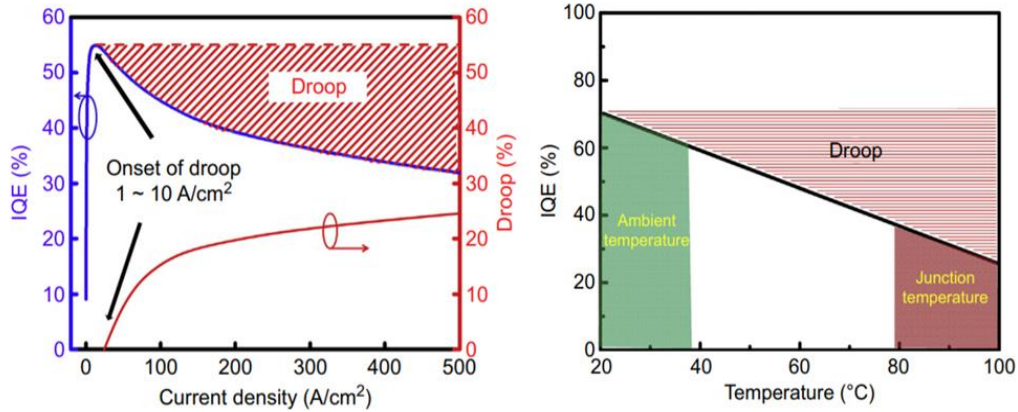 60
50
40
30
20
10
0
IQE (%)
0 100 200 300 400 500
Current density (A/cm²)
60
50
40
30
20
10
0
Droop (%)
Droop
Onset of droop
1 ~ 10 A/cm²
100
80
60
40
20
0
IQE (%)
20 40 60 80 100
Temperature (°C)
Droop
Ambient
temperature
Junction
temperature